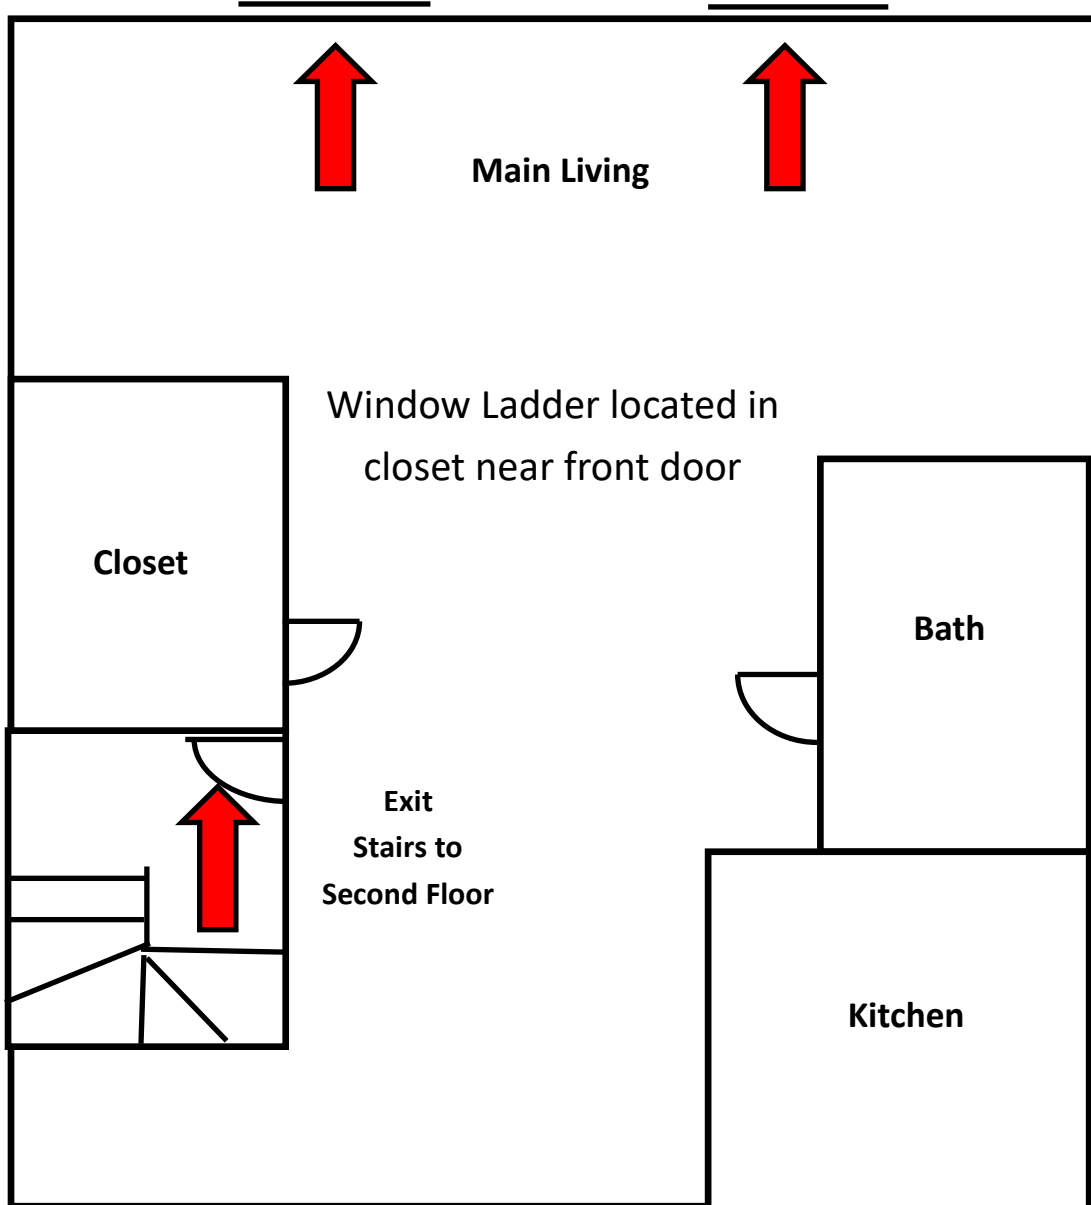 Main Living
Window Ladder located in
closet near front door
Closet
Bath
Exit
Stairs to
Second Floor
Kitchen